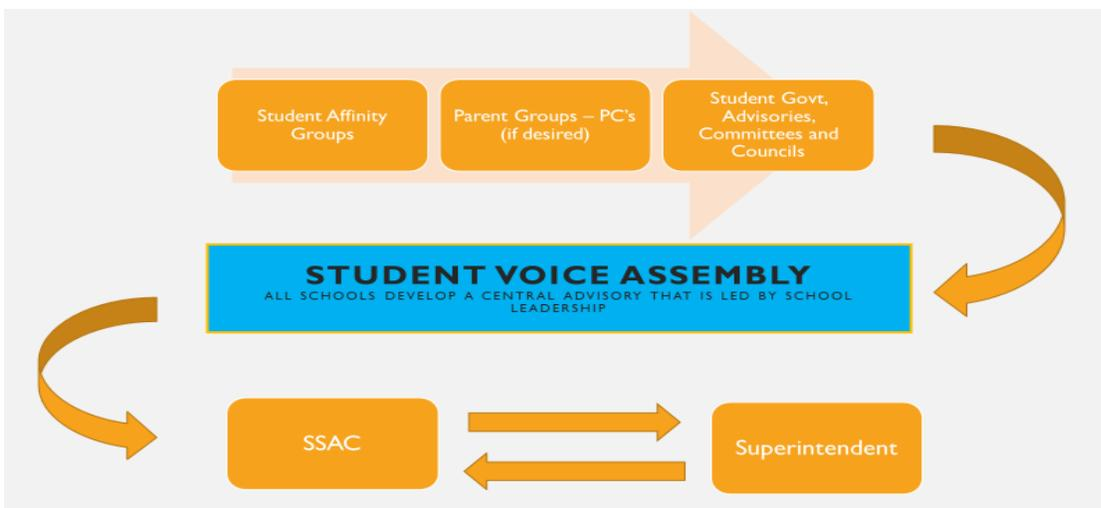 Student Affinity
Groups
Parent Groups – PC's
(if desired)
Student Govt,
Advisories,
Committees and
Councils
STUDENT VOICE ASSEMBLY
ALL SCHOOLS DEVELOP A CENTRAL ADVISORY THAT IS LED BY SCHOOL
LEADERSHIP
SSAC
Superintendent